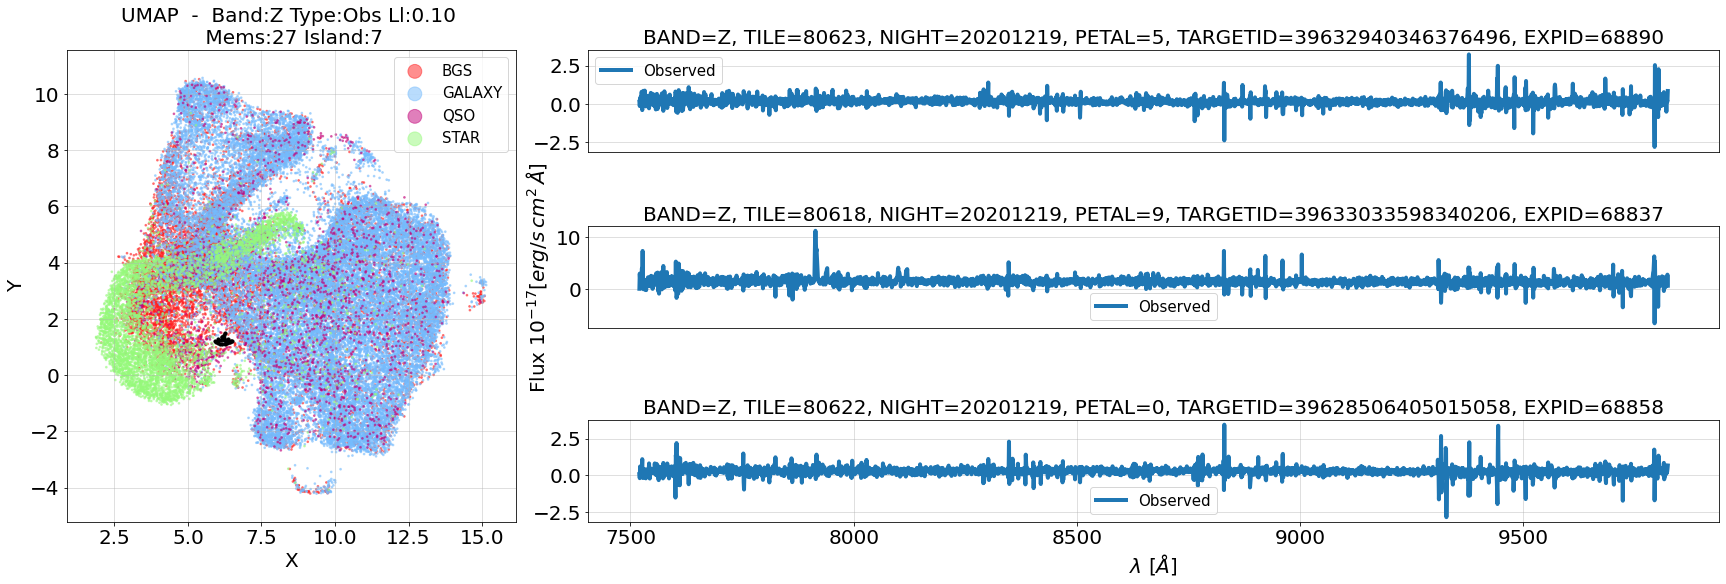 UMAP - Band:Z Type:Obs Ll:0.10
Mems:27 Island:7
BGS
GALAXY
QSO
STAR
10
8
6
4
2
0
−2
−4
Y
2.5
5.0
7.5
10.0
12.5
15.0
X
BAND=Z, TILE=80623, NIGHT=20201219, PETAL=5, TARGETID=39632940346376496, EXPID=68890
Observed
2.5
0.0
−2.5
BAND=Z, TILE=80618, NIGHT=20201219, PETAL=9, TARGETID=39633033598340206, EXPID=68837
10
0
Observed
Flux 10⁻¹⁷[erg/s cm² Å]
BAND=Z, TILE=80622, NIGHT=20201219, PETAL=0, TARGETID=39628506405015058, EXPID=68858
2.5
0.0
−2.5
Observed
7500
8000
8500
9000
9500
λ [Å]